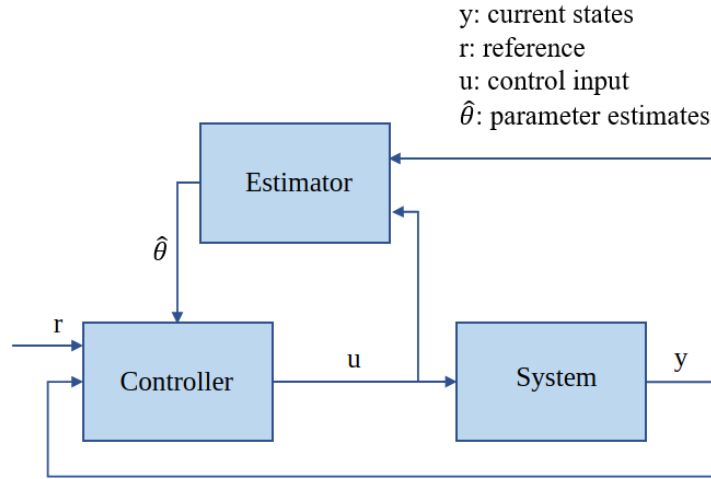 y: current states
r: reference
u: control input
θ̂: parameter estimates
Estimator
θ̂
r
Controller
u
System
y